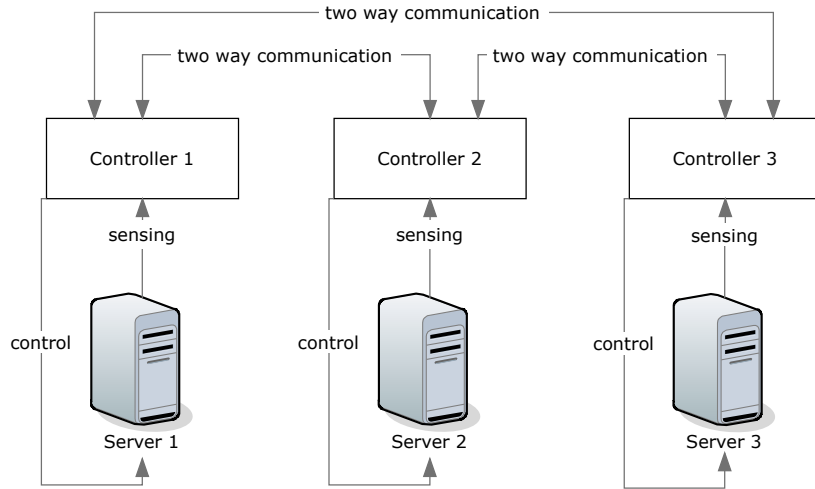 two way communication
two way communication
two way communication
Controller 1
Controller 2
Controller 3
sensing
sensing
sensing
control
control
control
Server 1
Server 2
Server 3